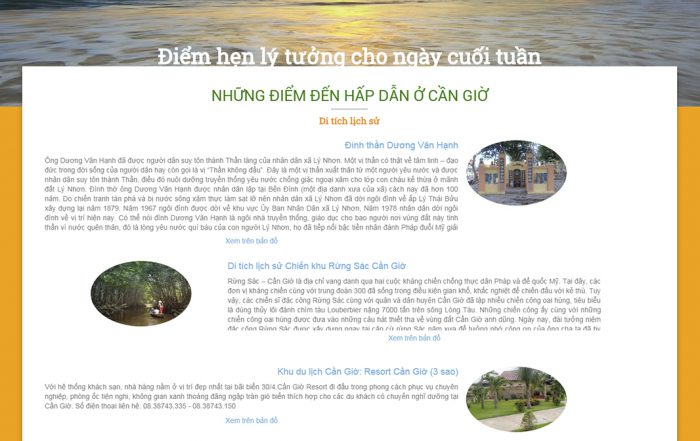 Điểm hẹn lý tưởng cho ngày cuối tuần
NHỮNG ĐIỂM ĐẾN HẤP DẪN Ở CẦN GIỜ
Di tích lịch sử
Đình thần Dương Văn Hạnh
Ông Dương Văn Hạnh đã được người dân suy tôn thành Thần làng của nhân dân xã Lý Nhơn. Một vị thần có thật về tâm linh – đạo
đức trong đời sống của người dân hay còn gọi là vị "Thần không đầu". Đây là một vị thần xuất thân từ một người yêu nước và được
nhân dân suy tôn thành Thần, điều đó nuôi dưỡng truyền thống yêu nước chống giặc ngoại xâm cho lớp con cháu kế thừa ở mảnh
đất Lý Nhơn. Đình thờ ông Dương Văn Hạnh được nhân dân lập tại Bến Đình (một địa danh xưa của xã) cách nay đã hơn 100
năm. Do chiến tranh tàn phá và bị nước sông xâm thực làm sạt lở nên nhân dân xã Lý Nhơn đã dời ngôi đình về ấp Lý Thái Bửu
xây dựng lại năm 1879. Năm 1967 ngôi đình được dời về khu vực Ủy Ban Nhân Dân xã Lý Nhơn. Năm 1978 nhân dân dời ngôi
đình về vị trí hiện nay. Có thể nói đình Dương Văn Hạnh là ngôi nhà truyền thống, giáo dục cho bao người nơi vùng đất này tinh
thần vì nước quên thân, đó là lòng yêu nước quí báu của con người Lý Nhơn, họ đã tiếp nối bậc tiền nhân đánh Pháp đuổi Mỹ giải
Xem trên bản đồ
Di tích lịch sử Chiến khu Rừng Sác Cần Giờ
Rừng Sác – Cần Giờ là địa chỉ vang danh qua hai cuộc kháng chiến chống thực dân Pháp và đế quốc Mỹ. Tại đây, các
đơn vị kháng chiến cùng với trung đoàn 300 đã sống trong điều kiện gian khổ, khắc nghiệt để chiến đấu với kẻ thù. Tuy
vậy, các chiến sĩ đặc công Rừng Sác cùng với quân và dân huyện Cần Giờ đã lập nhiều chiến công oai hùng, tiêu biểu
là dùng thủy lôi đánh chìm tàu Louberbier nặng 7000 tấn trên sông Lòng Tàu. Những chiến công ấy cùng với những
chiến công oai hùng được đưa vào những câu hát thiết tha về vùng đất Cần Giờ anh dũng. Ngày nay, đài tưởng niệm
đặc công Rừng Sác được xây dựng ngay tại căn cứ rừng Sác năm xưa để tưởng nhớ công ơn của ông cha ta đã hy
Xem trên bản đồ
Khu du lịch Cần Giờ: Resort Cần Giờ (3 sao)
Với hệ thống khách sạn, nhà hàng nằm ở vị trí đẹp nhất tại bãi biển 30/4.Cần Giờ Resort đi đầu trong phong cách phục vụ chuyên
nghiệp, phòng ốc tiện nghi, không gian xanh thoáng đãng ngập tràn gió biển thích hợp cho các du khách có chuyến nghỉ dưỡng tại
Cần Giờ. Số điện thoại liên hệ: 08.38743.335 - 08.38743.150
Xem trên bản đồ